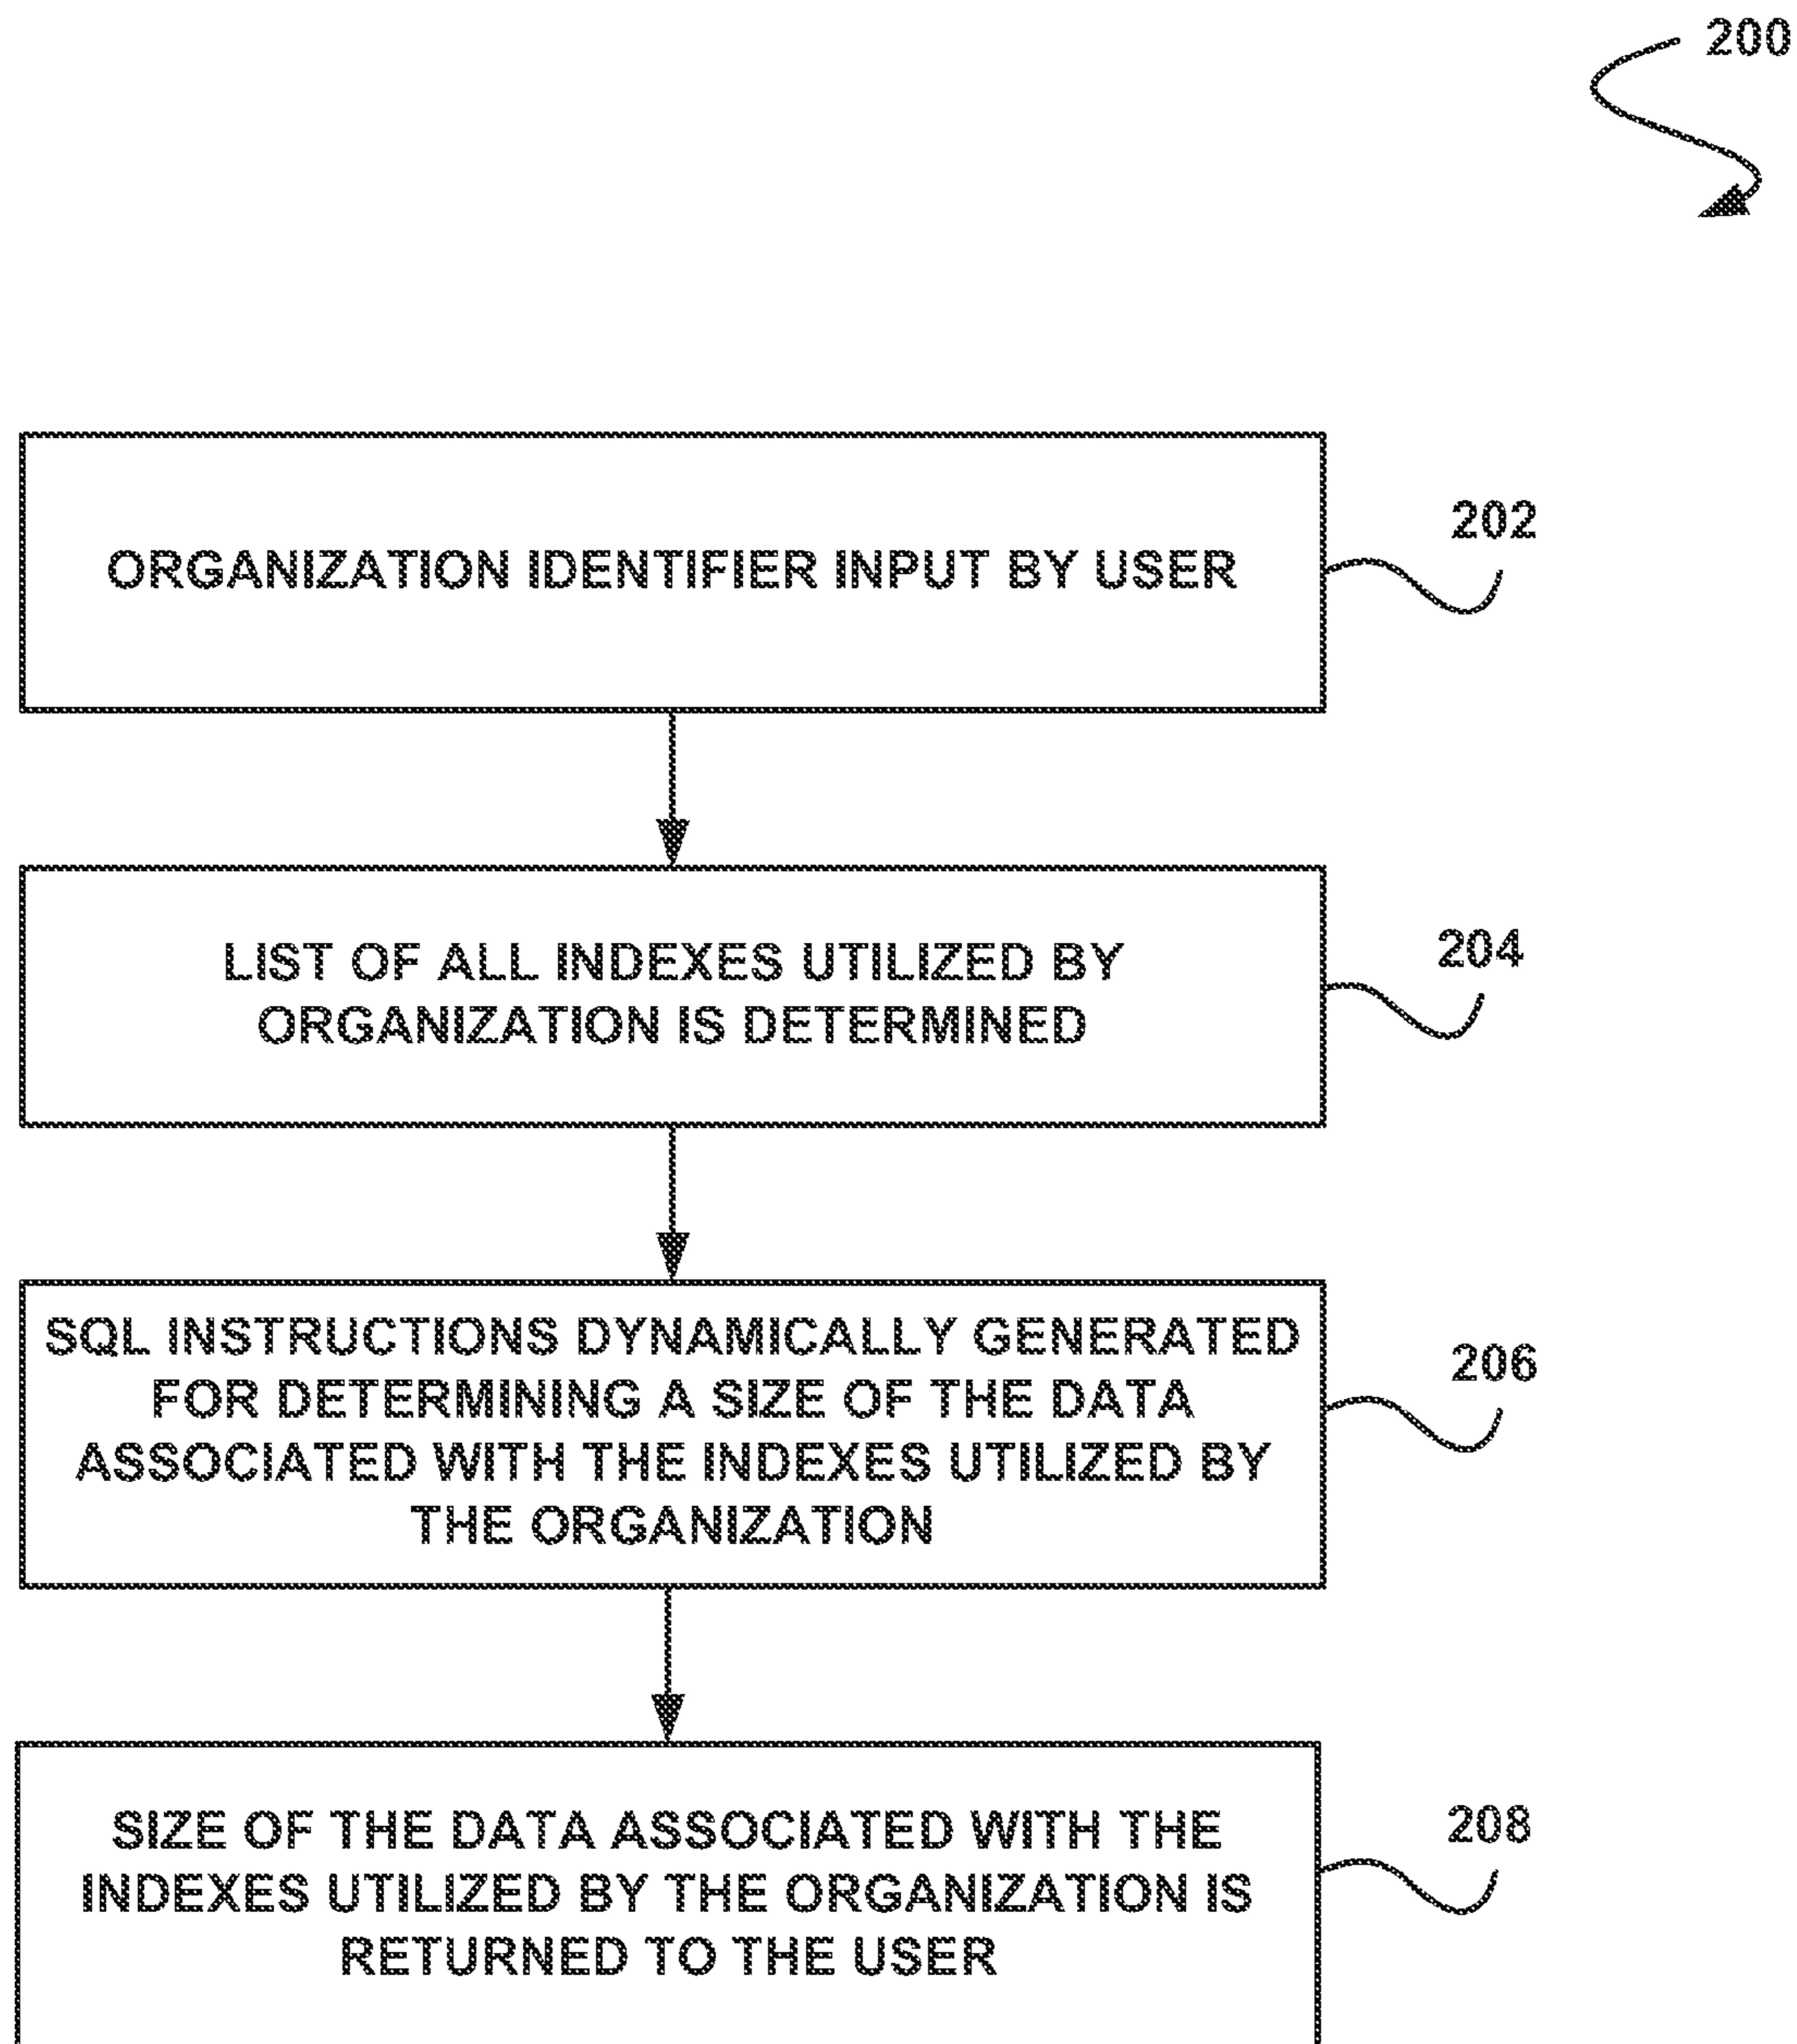 200
ORGANIZATION IDENTIFIER INPUT BY USER
202
LIST OF ALL INDEXES UTILIZED BY
ORGANIZATION IS DETERMINED
204
SQL INSTRUCTIONS DYNAMICALLY GENERATED
FOR DETERMINING A SIZE OF THE DATA
ASSOCIATED WITH THE INDEXES UTILIZED BY
THE ORGANIZATION
206
SIZE OF THE DATA ASSOCIATED WITH THE
INDEXES UTILIZED BY THE ORGANIZATION IS
RETURNED TO THE USER
208